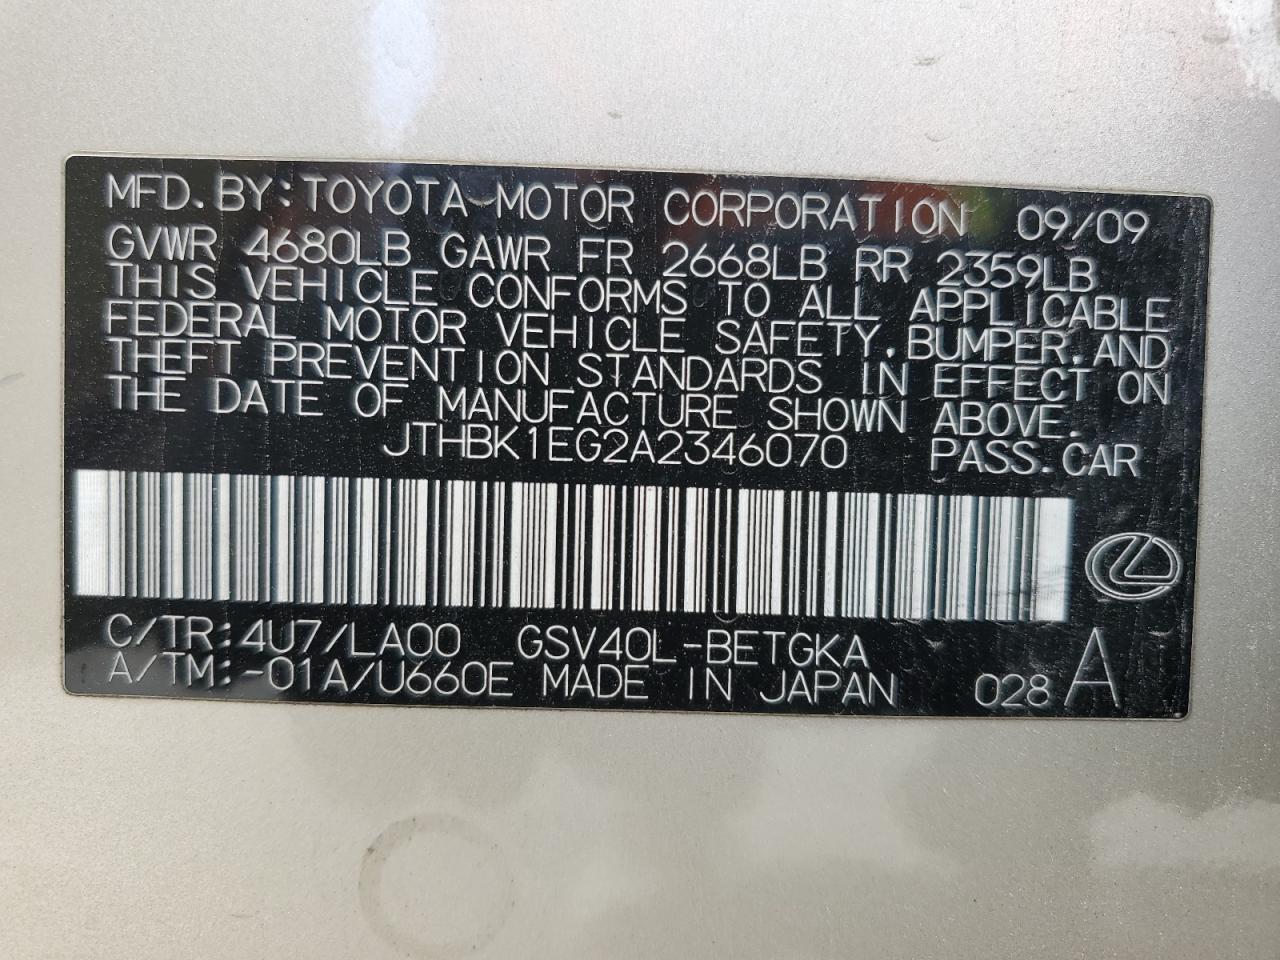 MFD. BY: TOYOTA MOTOR CORPORATION 09/09
GVWR 4680LB GAWR FR 2668LB RR 2359LB
THIS VEHICLE CONFORMS TO ALL APPLICABLE
FEDERAL MOTOR VEHICLE SAFETY, BUMPER, AND
THEFT PREVENTION STANDARDS IN EFFECT ON
THE DATE OF MANUFACTURE SHOWN ABOVE.
JTHBK1EG2A2346070 PASS. CAR
C/TR: 4U7/LA00 GSV40L-BETGKA
A/TM: -01A/U660E MADE IN JAPAN 028 A